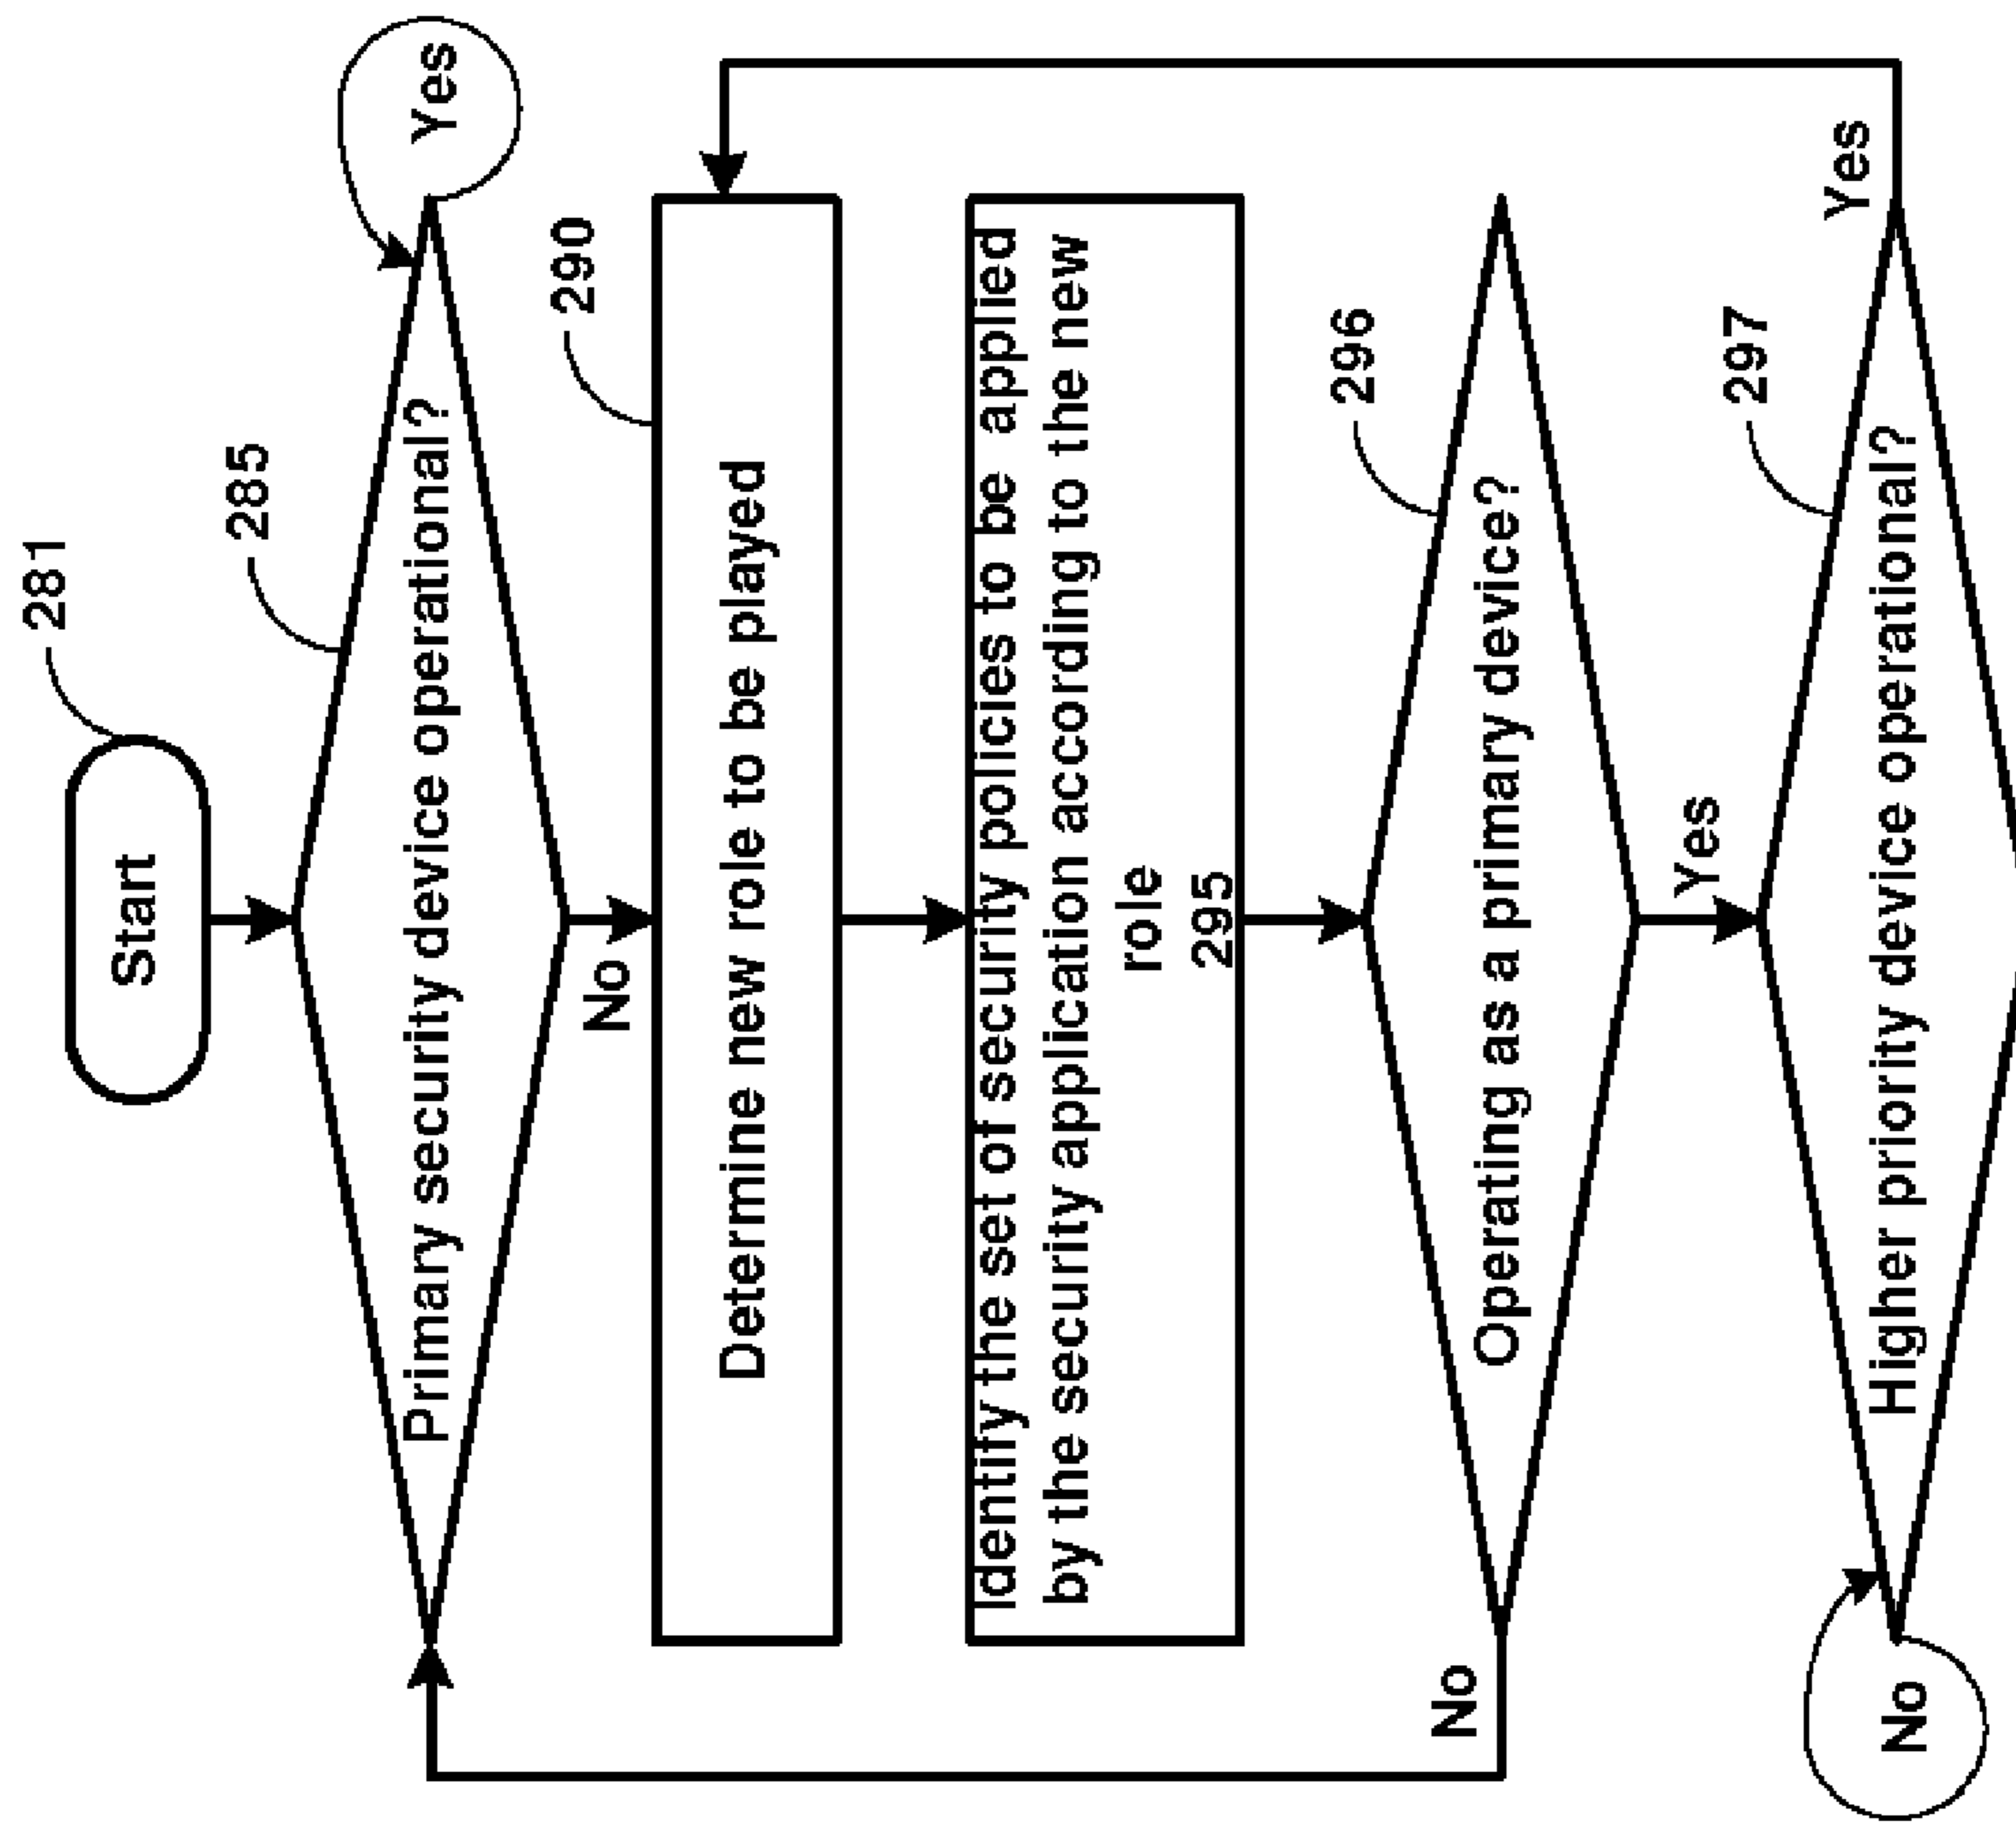 281
Start
285
Primary security device operational?
Yes
No
290
Determine new role to be played
Identify the set of security policies to be applied
by the security application according to the new
role
295
296
Operating as a primary device?
No
Yes
297
Higher priority device operational?
No
Yes